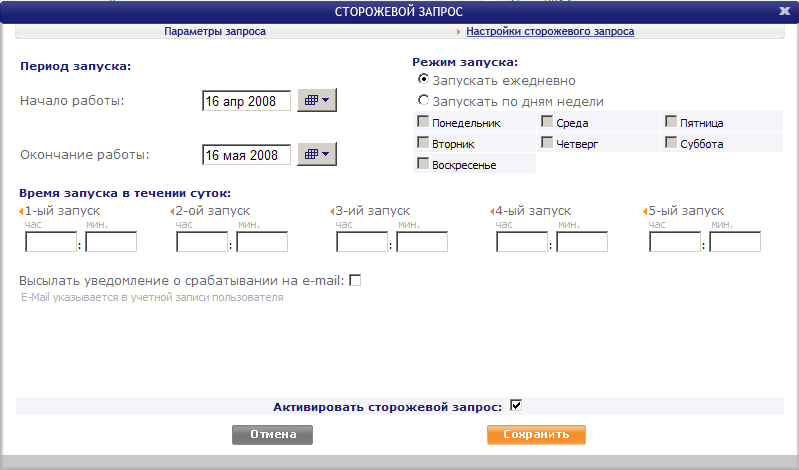 СТОРОЖЕВОЙ ЗАПРОС
Параметры запроса
Настройки сторожевого запроса
Период запуска:
Начало работы:
16 апр 2008
Окончание работы:
16 мая 2008
Режим запуска:
Запускать ежедневно
Запускать по дням недели
Понедельник Среда Пятница
Вторник Четверг Суббота
Воскресенье
Время запуска в течении суток:
1-ый запуск 2-ой запуск 3-ий запуск 4-ый запуск 5-ый запуск
час мин. час мин. час мин. час мин. час мин.
: : : : :
Высылать уведомление о срабатывании на e-mail:
E-Mail указывается в учетной записи пользователя
Активировать сторожевой запрос:
Отмена Сохранить